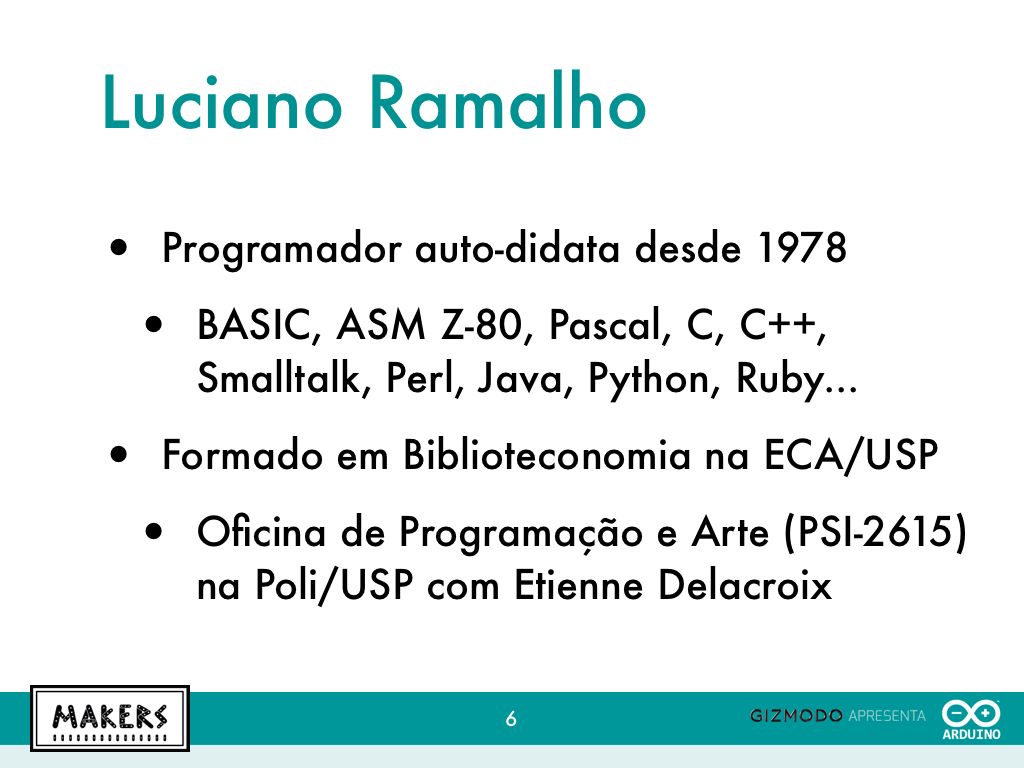 Luciano Ramalho
• Programador auto-didata desde 1978
• BASIC, ASM Z-80, Pascal, C, C++,
Smalltalk, Perl, Java, Python, Ruby...
• Formado em Biblioteconomia na ECA/USP
• Oficina de Programação e Arte (PSI-2615)
na Poli/USP com Etienne Delacroix
MAKERS
6
GIZMODO APRESENTA
ARDUINO